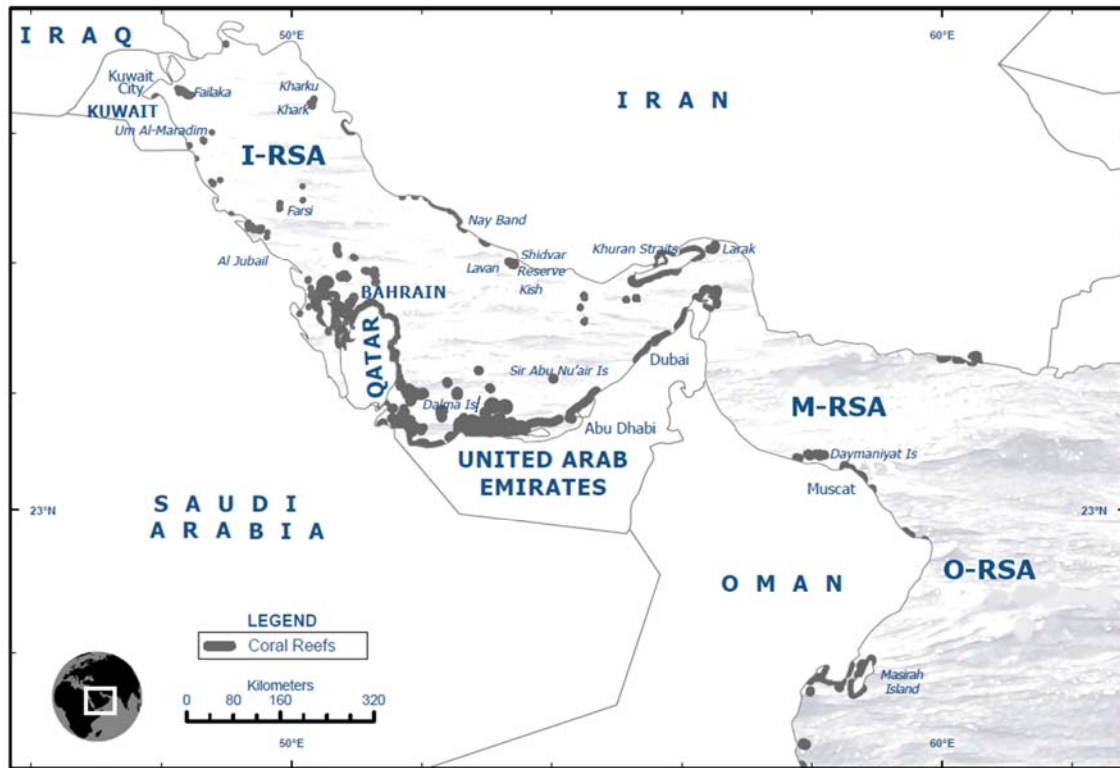 I R A Q
50°E
60°E
Kuwait
City
Failaka
Kharku
Khark
I R A N
KUWAIT
Um Al-Maradim
I-RSA
Farsi
Nay Band
Al Jubail
Lavan
Shidvar
Reserve
Kish
Khuran Straits
Larak
BAHRAIN
QATAR
Dubai
Sir Abu Nu'air Is
Dalma Is
Abu Dhabi
M-RSA
UNITED ARAB
EMIRATES
Daymaniyat Is
Muscat
S A U D I
A R A B I A
23°N
23°N
O M A N
O-RSA
LEGEND
Coral Reefs
Masirah
Island
Kilometers
0 80 160 320
50°E
60°E